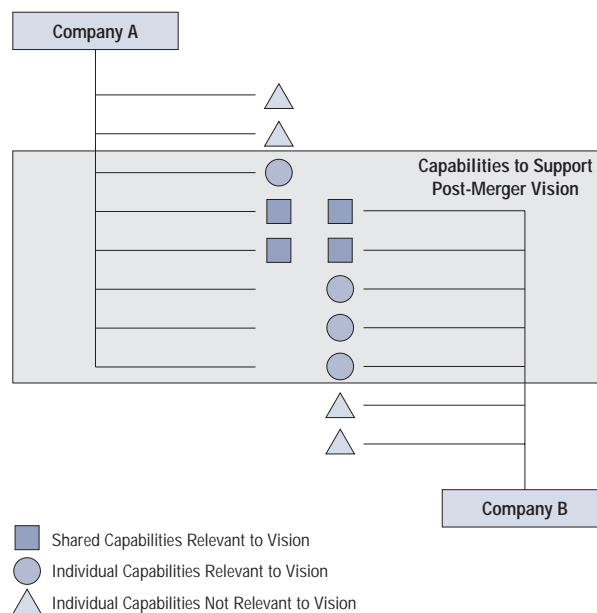 Company A
Capabilities to Support
Post-Merger Vision
Company B
Shared Capabilities Relevant to Vision
Individual Capabilities Relevant to Vision
Individual Capabilities Not Relevant to Vision